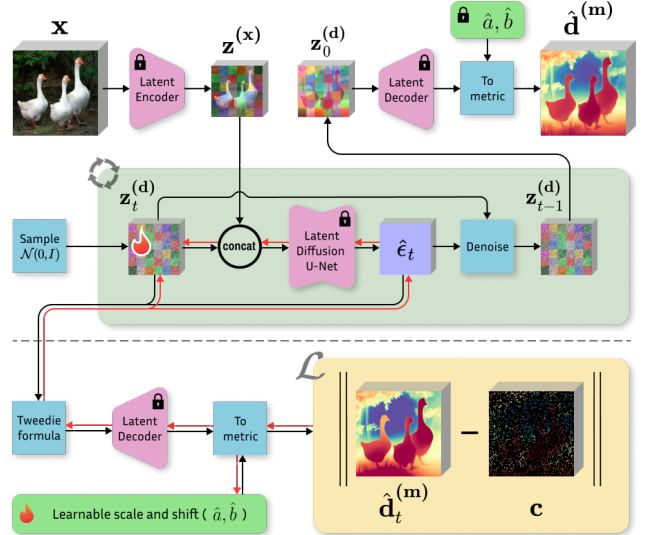 x
z^(x)
z_0^(d)
â, b̂
d̂^(m)
Latent
Encoder
Latent
Decoder
To
metric
z_t^(d)
z_{t−1}^(d)
Sample
𝒩(0, I)
concat
Latent
Diffusion
U-Net
ϵ̂_t
Denoise
ℒ
Tweedie
formula
Latent
Decoder
To
metric
−
d̂_t^(m)
c
Learnable scale and shift ( â, b̂ )